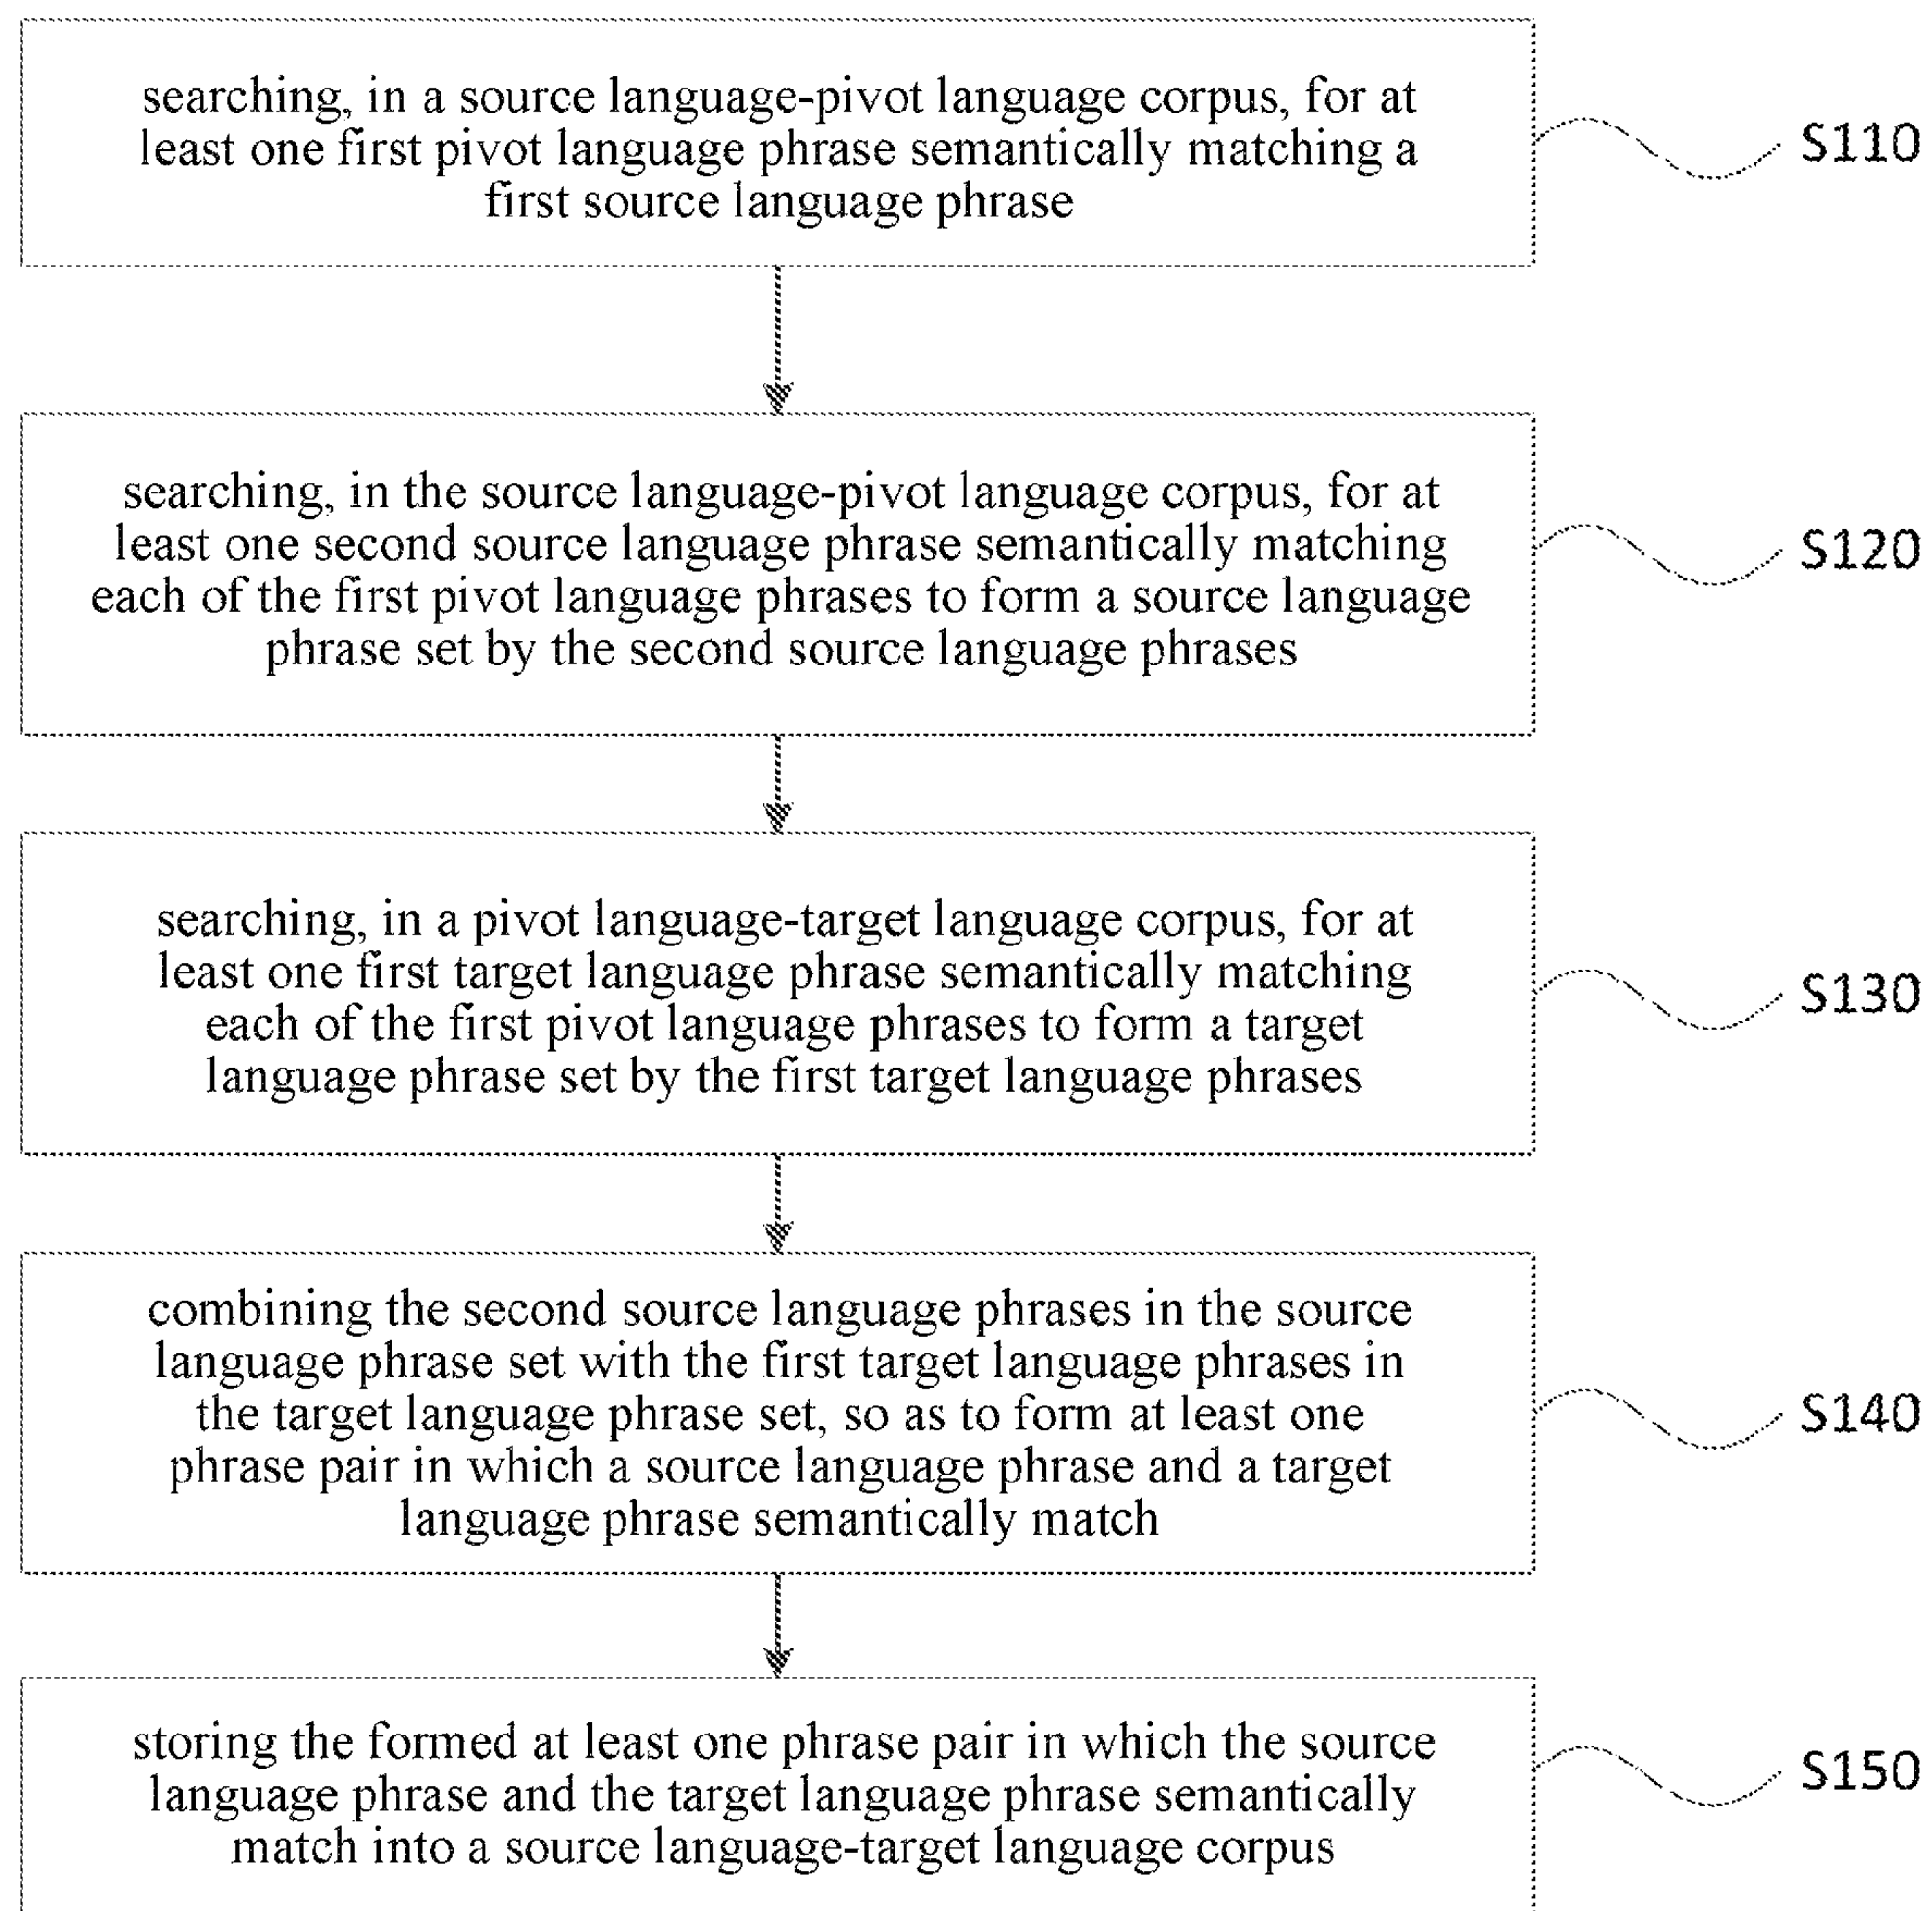 searching, in a source language-pivot language corpus, for at
least one first pivot language phrase semantically matching a
first source language phrase
S110
searching, in the source language-pivot language corpus, for at
least one second source language phrase semantically matching
each of the first pivot language phrases to form a source language
phrase set by the second source language phrases
S120
searching, in a pivot language-target language corpus, for at
least one first target language phrase semantically matching
each of the first pivot language phrases to form a target
language phrase set by the first target language phrases
S130
combining the second source language phrases in the source
language phrase set with the first target language phrases in
the target language phrase set, so as to form at least one
phrase pair in which a source language phrase and a target
language phrase semantically match
S140
storing the formed at least one phrase pair in which the source
language phrase and the target language phrase semantically
match into a source language-target language corpus
S150